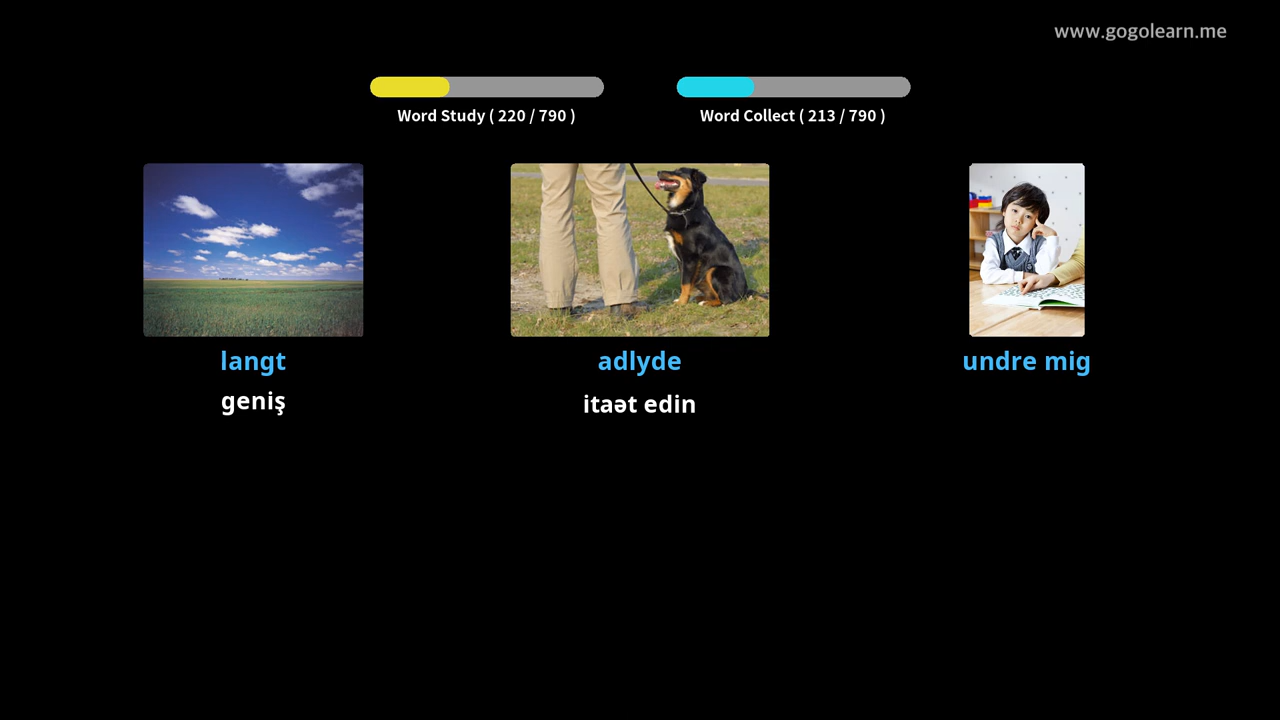 www.gogolearn.me
Word Study ( 220 / 790 )
Word Collect ( 213 / 790 )
langt
adlyde
undre mig
geniş
itaət edin